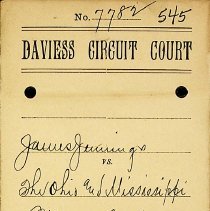 No. 7782 545
DAVIESS CIRCUIT COURT
James Jennings
vs.
The Ohio and Mississippi